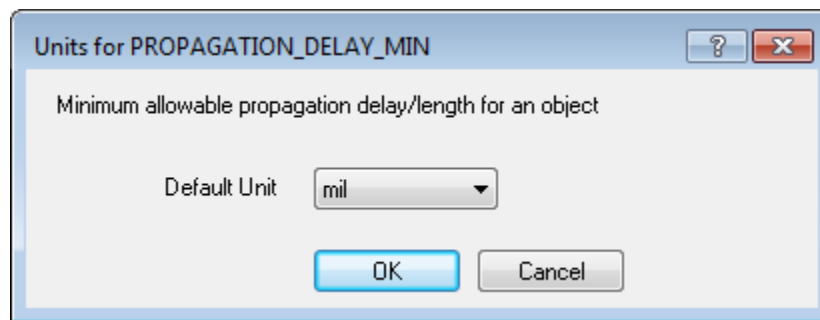 Units for PROPAGATION_DELAY_MIN
Minimum allowable propagation delay/length for an object
Default Unit mil
OK Cancel